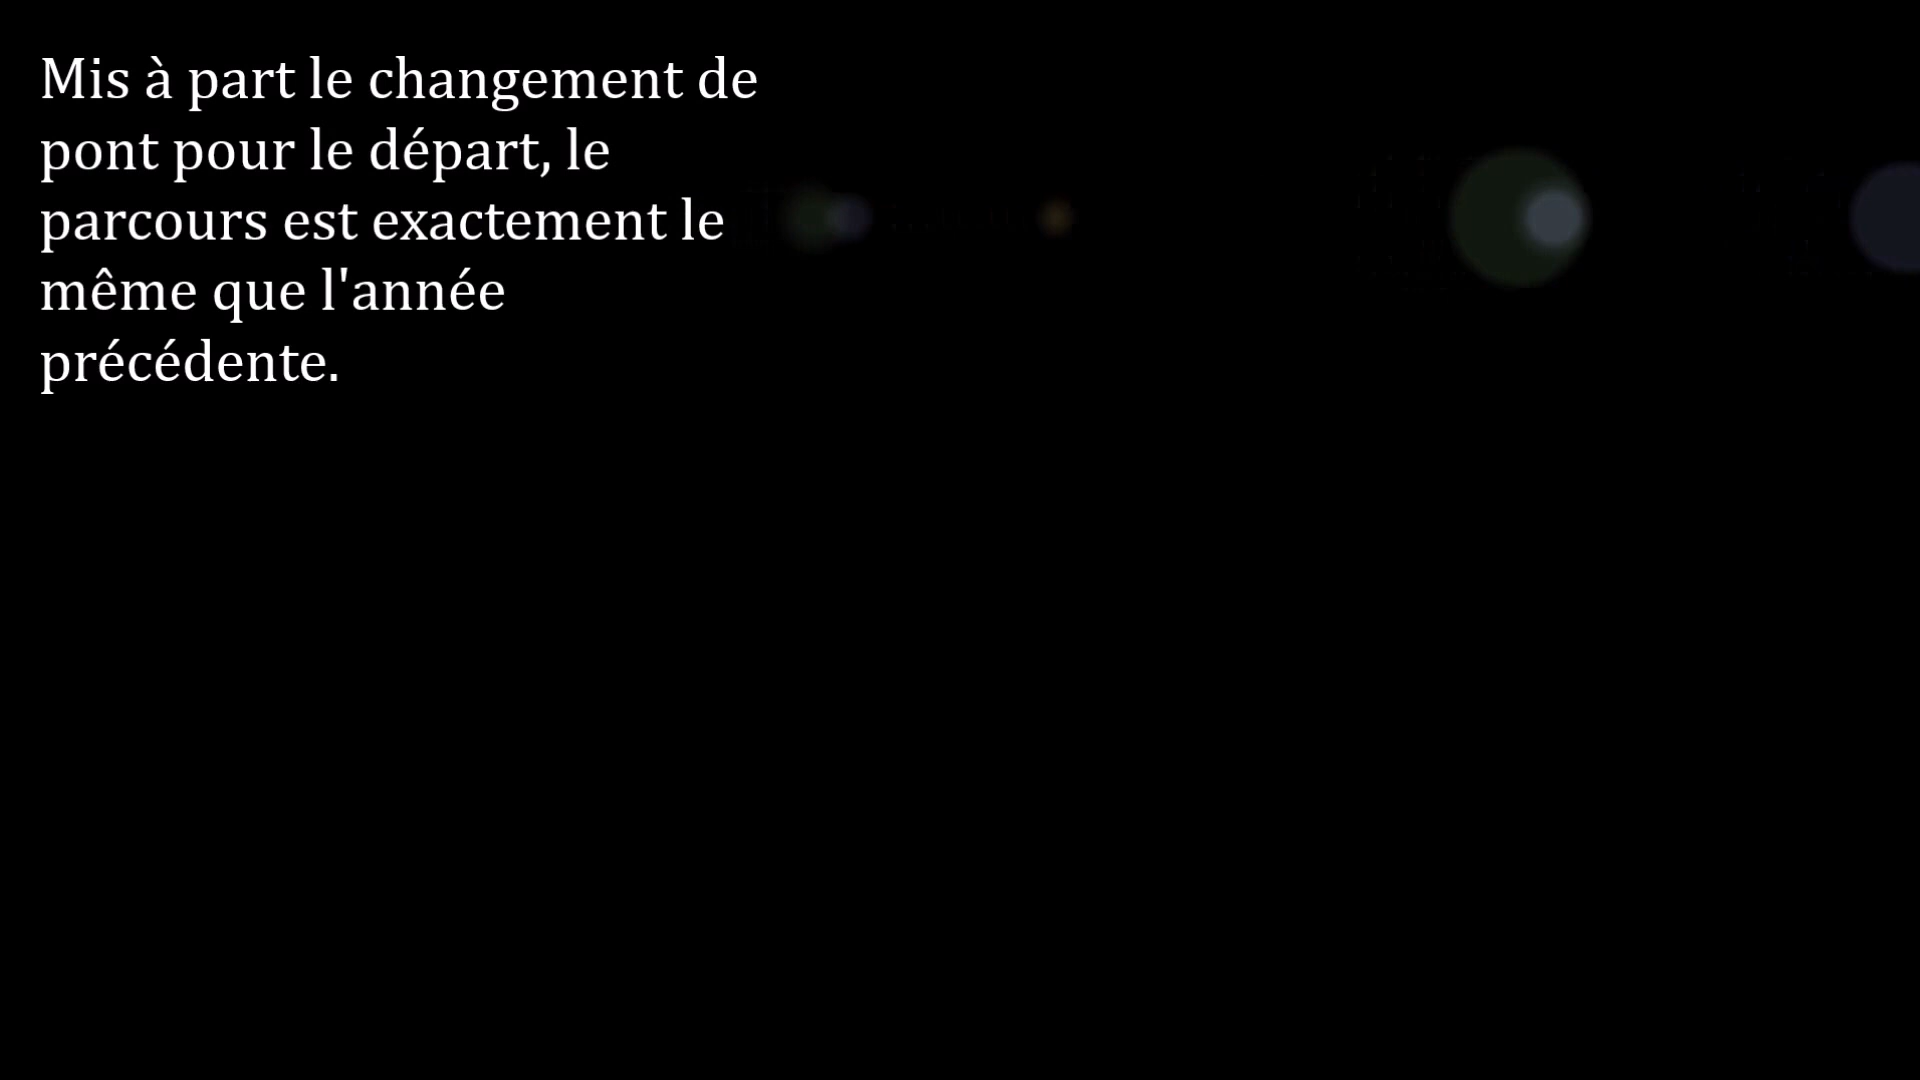 Mis à part le changement de
pont pour le départ, le
parcours est exactement le
même que l'année
précédente.